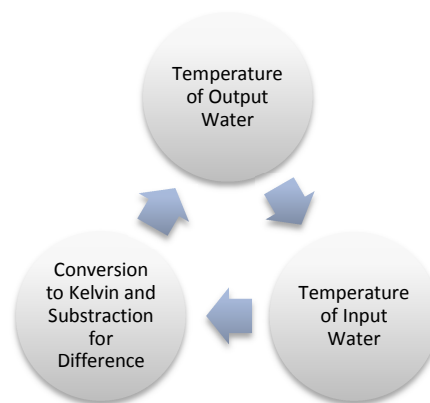 Temperature
of Output
Water
Temperature
of Input
Water
Conversion
to Kelvin and
Substraction
for
Difference